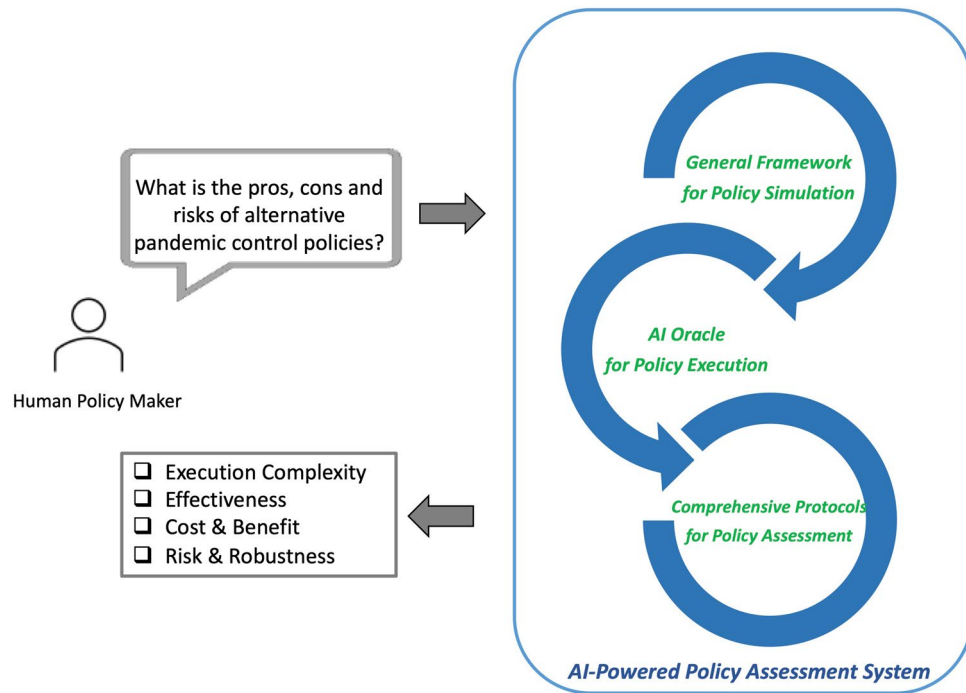 What is the pros, cons and
risks of alternative
pandemic control policies?
Human Policy Maker
❑ Execution Complexity
❑ Effectiveness
❑ Cost & Benefit
❑ Risk & Robustness
General Framework
for Policy Simulation
AI Oracle
for Policy Execution
Comprehensive Protocols
for Policy Assessment
AI-Powered Policy Assessment System